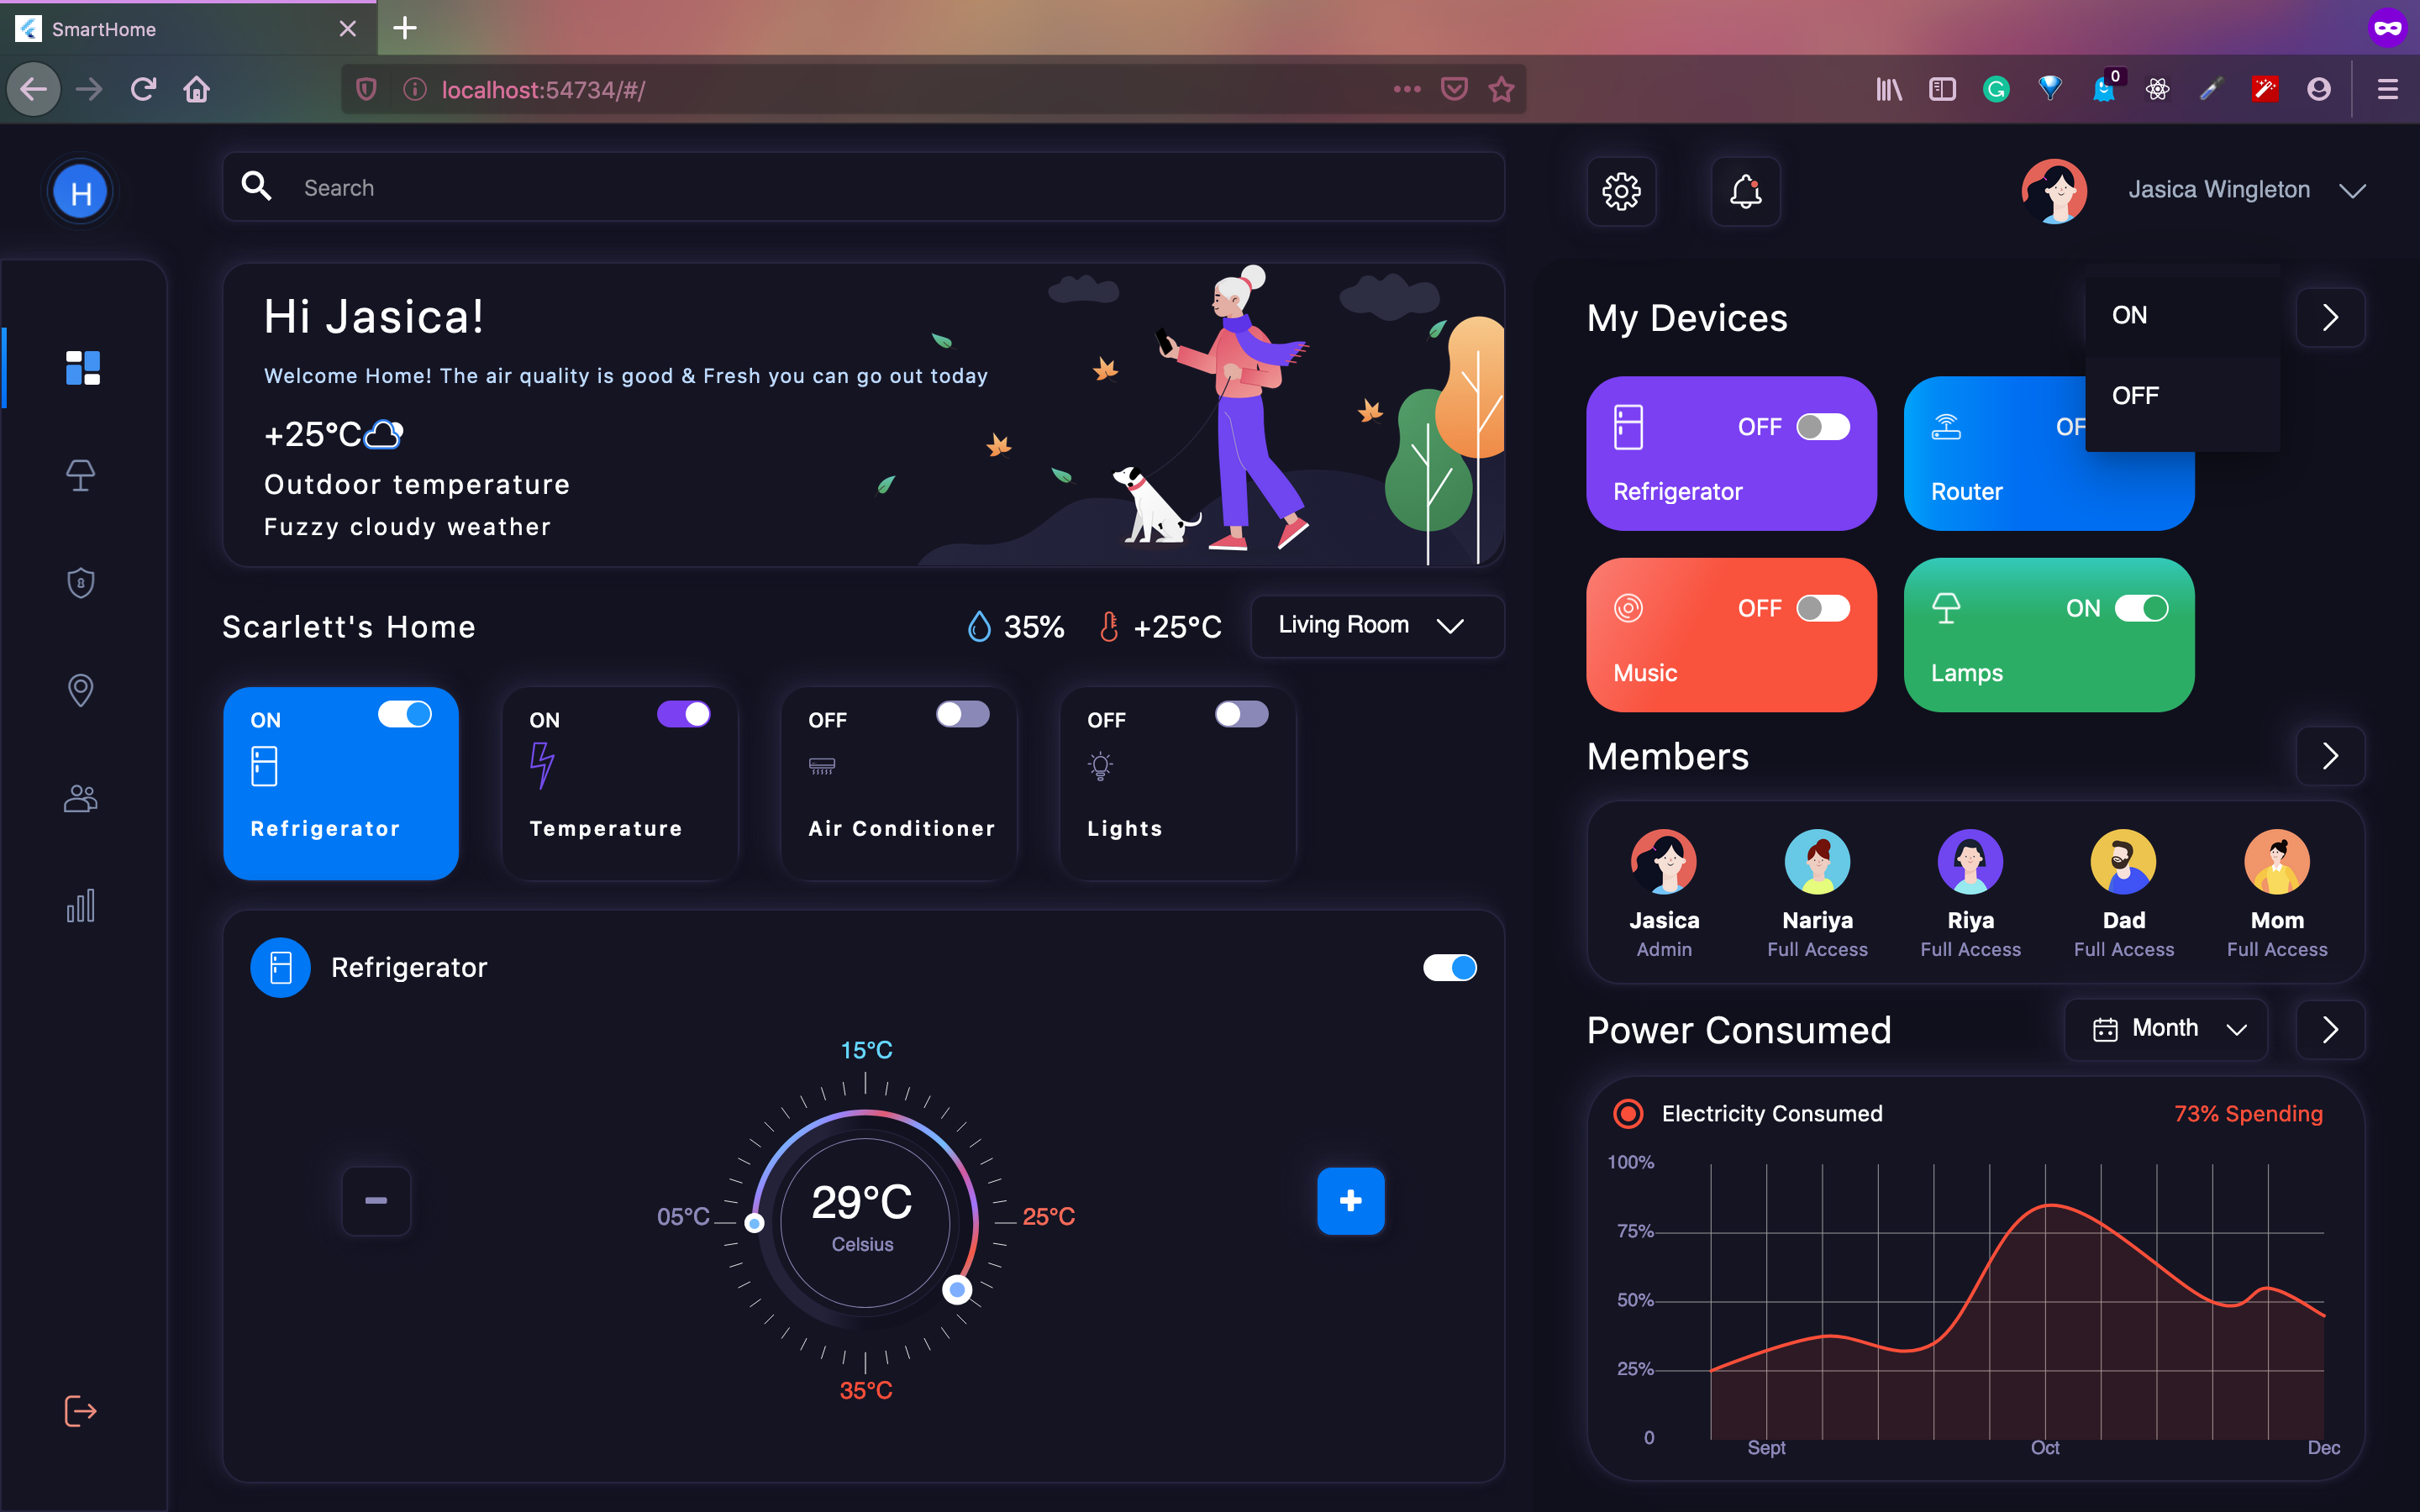 SmartHome
localhost:54734/#/
0
H
Search
Jasica Wingleton
Hi Jasica!
Welcome Home! The air quality is good & Fresh you can go out today
+25°C
Outdoor temperature
Fuzzy cloudy weather
Scarlett's Home
35%
+25°C
Living Room
ON
Refrigerator
ON
Temperature
OFF
Air Conditioner
OFF
Lights
Refrigerator
15°C
05°C
29°C
Celsius
25°C
35°C
My Devices
ON
OFF
OFF
Refrigerator
OF
Router
OFF
Music
ON
Lamps
Members
Jasica
Admin
Nariya
Full Access
Riya
Full Access
Dad
Full Access
Mom
Full Access
Power Consumed
Month
Electricity Consumed
73% Spending
100%
75%
50%
25%
0
Sept
Oct
Dec